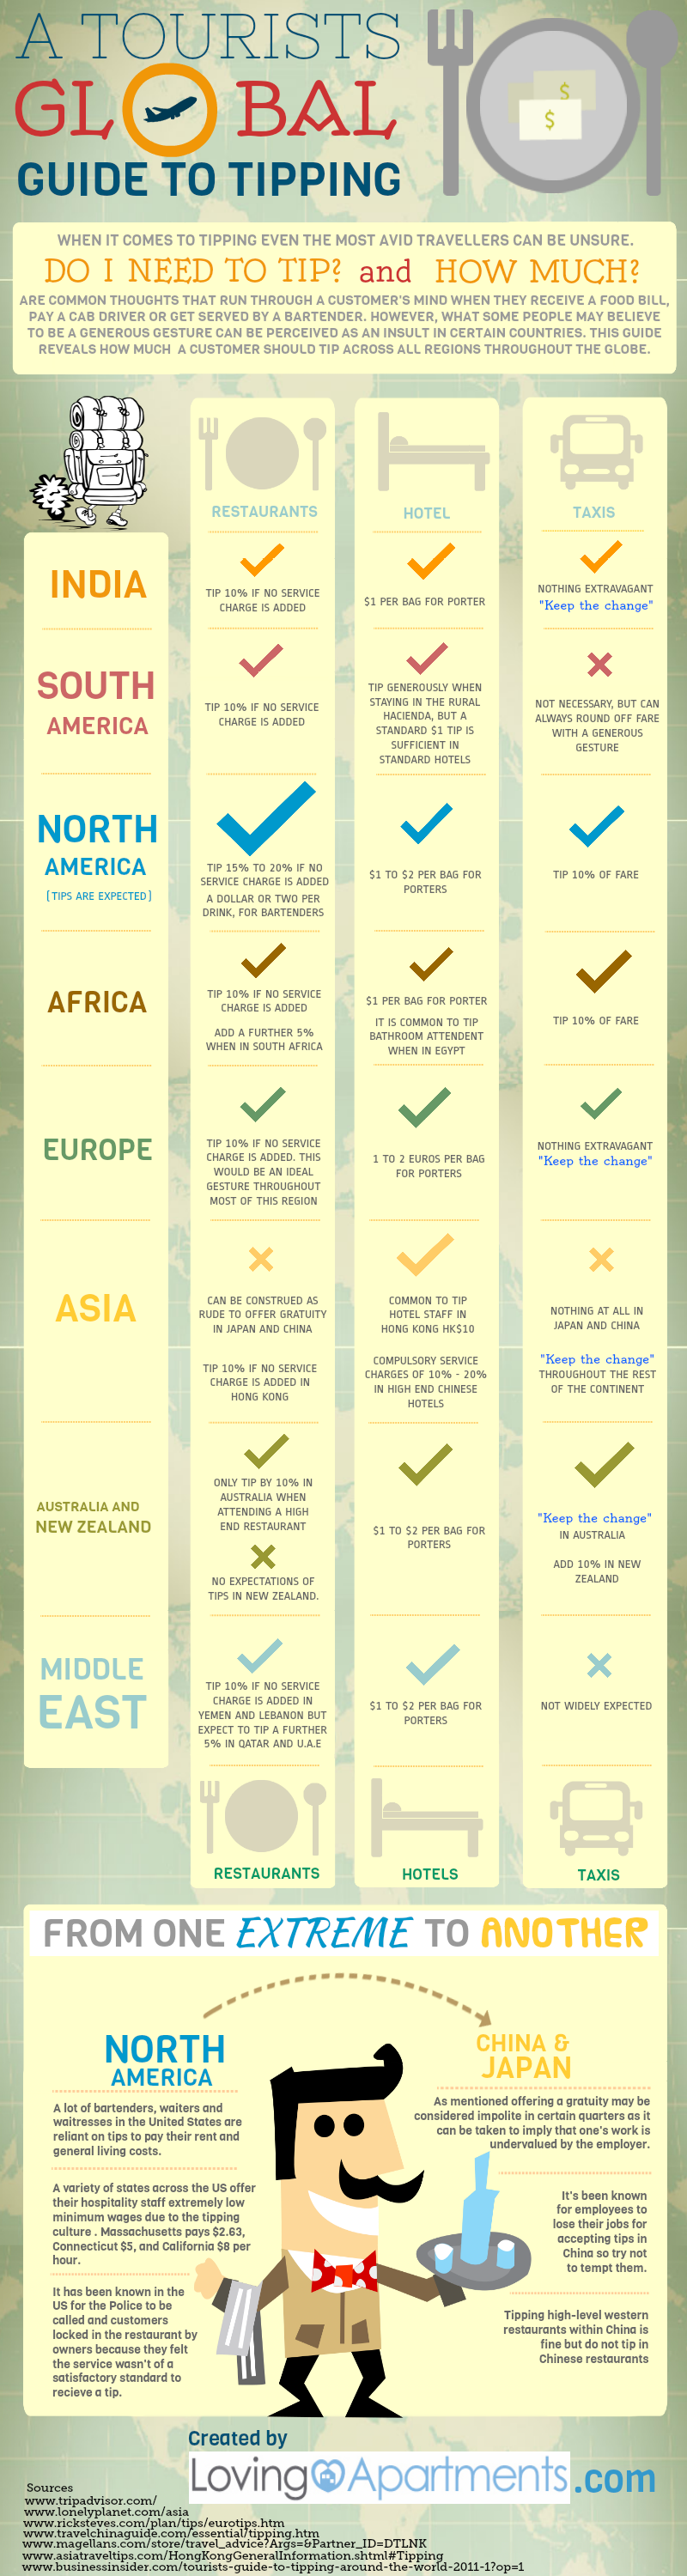 A TOURISTS
GLOBAL
GUIDE TO TIPPING
$
$
WHEN IT COMES TO TIPPING EVEN THE MOST AVID TRAVELLERS CAN BE UNSURE.
DO I NEED TO TIP? and HOW MUCH?
ARE COMMON THOUGHTS THAT RUN THROUGH A CUSTOMER'S MIND WHEN THEY RECEIVE A FOOD BILL,
PAY A CAB DRIVER OR GET SERVED BY A BARTENDER. HOWEVER, WHAT SOME PEOPLE MAY BELIEVE
TO BE A GENEROUS GESTURE CAN BE PERCEIVED AS AN INSULT IN CERTAIN COUNTRIES. THIS GUIDE
REVEALS HOW MUCH A CUSTOMER SHOULD TIP ACROSS ALL REGIONS THROUGHOUT THE GLOBE.
RESTAURANTS
HOTEL
TAXIS
INDIA
TIP 10% IF NO SERVICE
CHARGE IS ADDED
$1 PER BAG FOR PORTER
NOTHING EXTRAVAGANT
"Keep the change"
SOUTH
AMERICA
TIP 10% IF NO SERVICE
CHARGE IS ADDED
TIP GENEROUSLY WHEN
STAYING IN THE RURAL
HACIENDA, BUT A
STANDARD $1 TIP IS
SUFFICIENT IN
STANDARD HOTELS
NOT NECESSARY, BUT CAN
ALWAYS ROUND OFF FARE
WITH A GENEROUS
GESTURE
NORTH
AMERICA
(TIPS ARE EXPECTED)
TIP 15% TO 20% IF NO
SERVICE CHARGE IS ADDED
A DOLLAR OR TWO PER
DRINK, FOR BARTENDERS
$1 TO $2 PER BAG FOR
PORTERS
TIP 10% OF FARE
AFRICA
TIP 10% IF NO SERVICE
CHARGE IS ADDED
ADD A FURTHER 5%
WHEN IN SOUTH AFRICA
$1 PER BAG FOR PORTER
IT IS COMMON TO TIP
BATHROOM ATTENDENT
WHEN IN EGYPT
TIP 10% OF FARE
EUROPE
TIP 10% IF NO SERVICE
CHARGE IS ADDED. THIS
WOULD BE AN IDEAL
GESTURE THROUGHOUT
MOST OF THIS REGION
1 TO 2 EUROS PER BAG
FOR PORTERS
NOTHING EXTRAVAGANT
"Keep the change"
ASIA
CAN BE CONSTRUED AS
RUDE TO OFFER GRATUITY
IN JAPAN AND CHINA
TIP 10% IF NO SERVICE
CHARGE IS ADDED IN
HONG KONG
COMMON TO TIP
HOTEL STAFF IN
HONG KONG HK$10
COMPULSORY SERVICE
CHARGES OF 10% - 20%
IN HIGH END CHINESE
HOTELS
NOTHING AT ALL IN
JAPAN AND CHINA
"Keep the change"
THROUGHOUT THE REST
OF THE CONTINENT
AUSTRALIA AND
NEW ZEALAND
ONLY TIP BY 10% IN
AUSTRALIA WHEN
ATTENDING A HIGH
END RESTAURANT
NO EXPECTATIONS OF
TIPS IN NEW ZEALAND.
$1 TO $2 PER BAG FOR
PORTERS
"Keep the change"
IN AUSTRALIA
ADD 10% IN NEW
ZEALAND
MIDDLE
EAST
TIP 10% IF NO SERVICE
CHARGE IS ADDED IN
YEMEN AND LEBANON BUT
EXPECT TO TIP A FURTHER
5% IN QATAR AND U.A.E
$1 TO $2 PER BAG FOR
PORTERS
NOT WIDELY EXPECTED
RESTAURANTS
HOTELS
TAXIS
FROM ONE EXTREME TO ANOTHER
NORTH
AMERICA
A lot of bartenders, waiters and
waitresses in the United States are
reliant on tips to pay their rent and
general living costs.
A variety of states across the US offer
their hospitality staff extremely low
minimum wages due to the tipping
culture . Massachusetts pays $2.63,
Connecticut $5, and California $8 per
hour.
It has been known in the
US for the Police to be
called and customers
locked in the restaurant by
owners because they felt
the service wasn't of a
satisfactory standard to
recieve a tip.
CHINA &
JAPAN
As mentioned offering a gratuity may be
considered impolite in certain quarters as it
can be taken to imply that one's work is
undervalued by the employer.
It's been known
for employees to
lose their jobs for
accepting tips in
China so try not
to tempt them.
Tipping high-level western
restaurants within China is
fine but do not tip in
Chinese restaurants
Created by
LovingApartments.com
Sources
www.tripadvisor.com/
www.lonelyplanet.com/asia
www.ricksteves.com/plan/tips/eurotips.htm
www.travelchinaguide.com/essential/tipping.htm
www.magellans.com/store/travel_advice?Args=&Partner_ID=DTLNK
www.asiatraveltips.com/HongKongGeneralInformation.shtml#Tipping
www.businessinsider.com/tourists-guide-to-tipping-around-the-world-2011-1?op=1